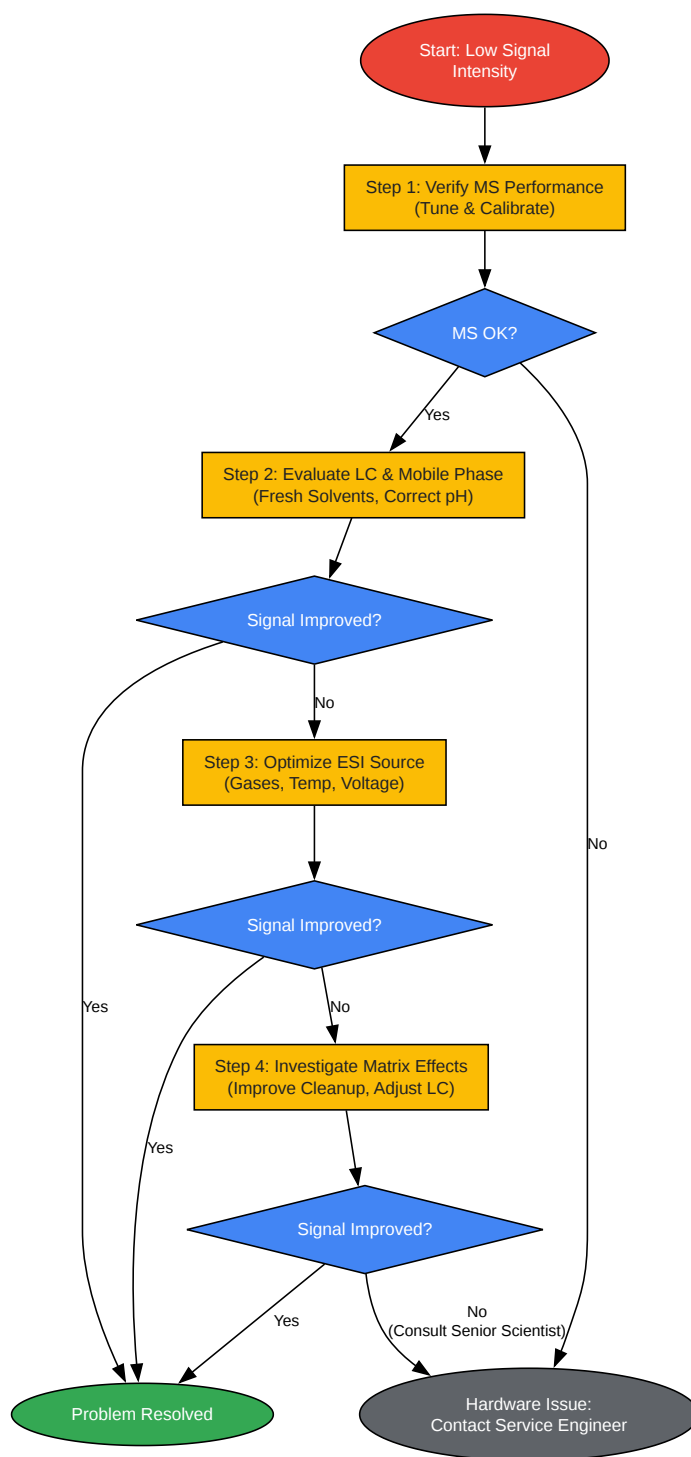 Start: Low Signal
Intensity
Step 1: Verify MS Performance
(Tune & Calibrate)
MS OK?
Yes
Step 2: Evaluate LC & Mobile Phase
(Fresh Solvents, Correct pH)
Signal Improved?
No
Step 3: Optimize ESI Source
(Gases, Temp, Voltage)
No
Signal Improved?
Yes
No
Step 4: Investigate Matrix Effects
(Improve Cleanup, Adjust LC)
Yes
Signal Improved?
No
(Consult Senior Scientist)
Yes
Problem Resolved
Hardware Issue:
Contact Service Engineer